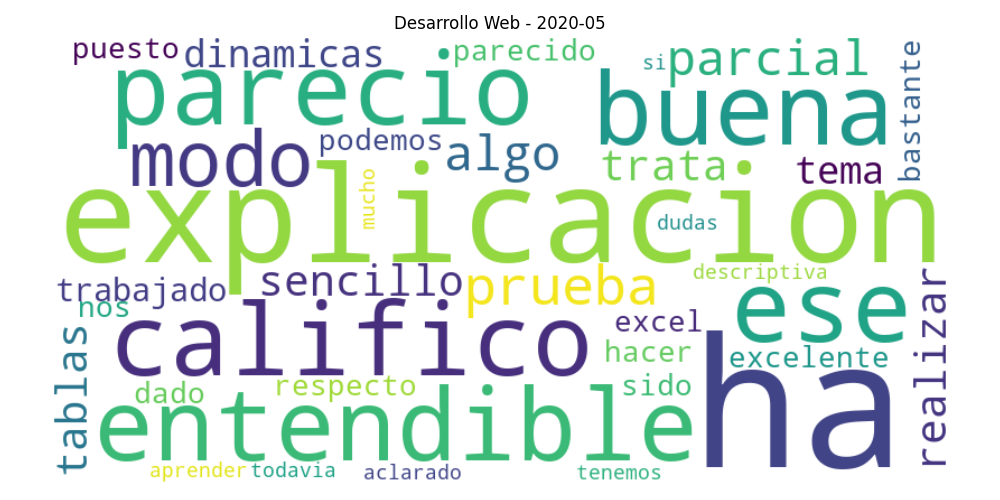 Desarrollo Web - 2020-05
puesto
dinamicas
parecido
si
parcial
bastante
parecio
buena
modo
podemos
algo
trata
tema
explicacion
mucho
dudas
trabajado
nos
sencillo
prueba
descriptiva
ese
realizar
califico
excel
hacer
excelente
ha
tablas
dado
respecto
sido
entendible
aprender
todavia
aclarado
tenemos